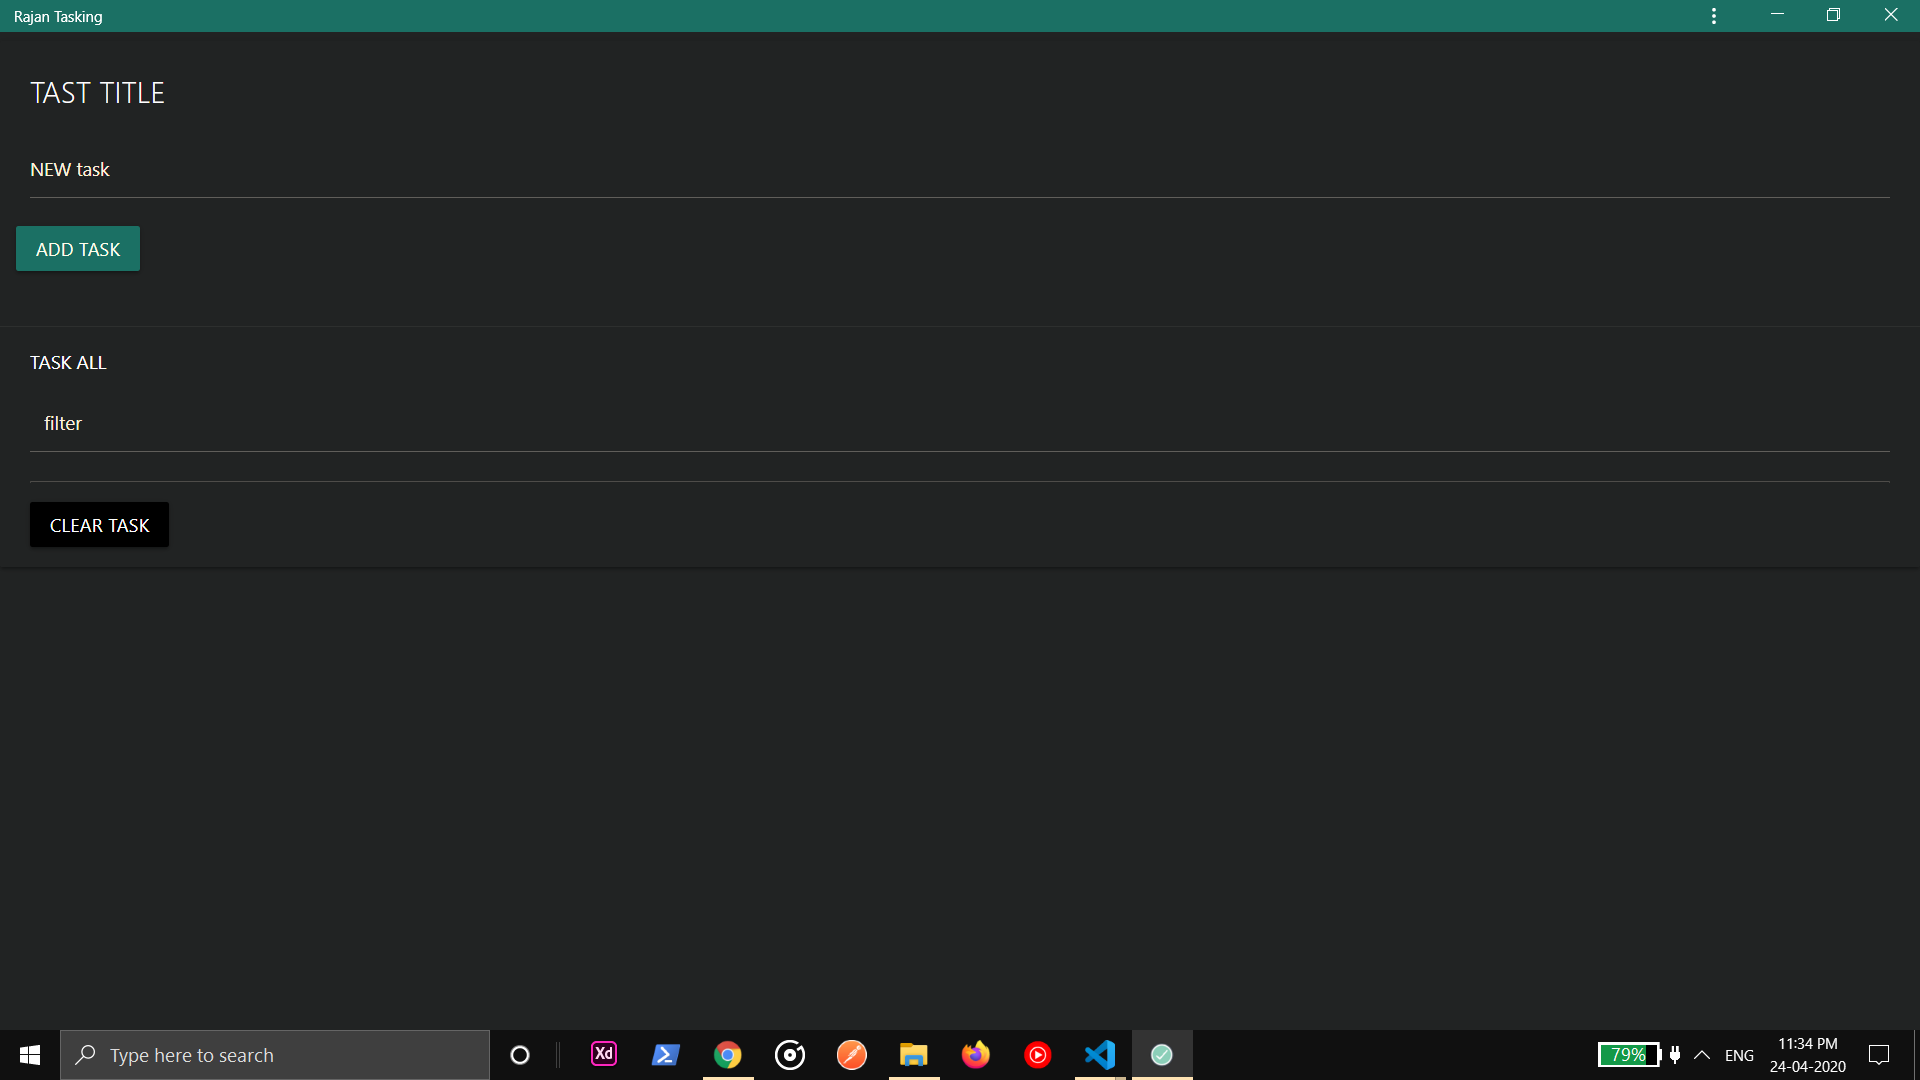 Rajan Tasking
TAST TITLE
NEW task
ADD TASK
TASK ALL
filter
CLEAR TASK
Type here to search
Xd
79%
ENG
11:34 PM
24-04-2020